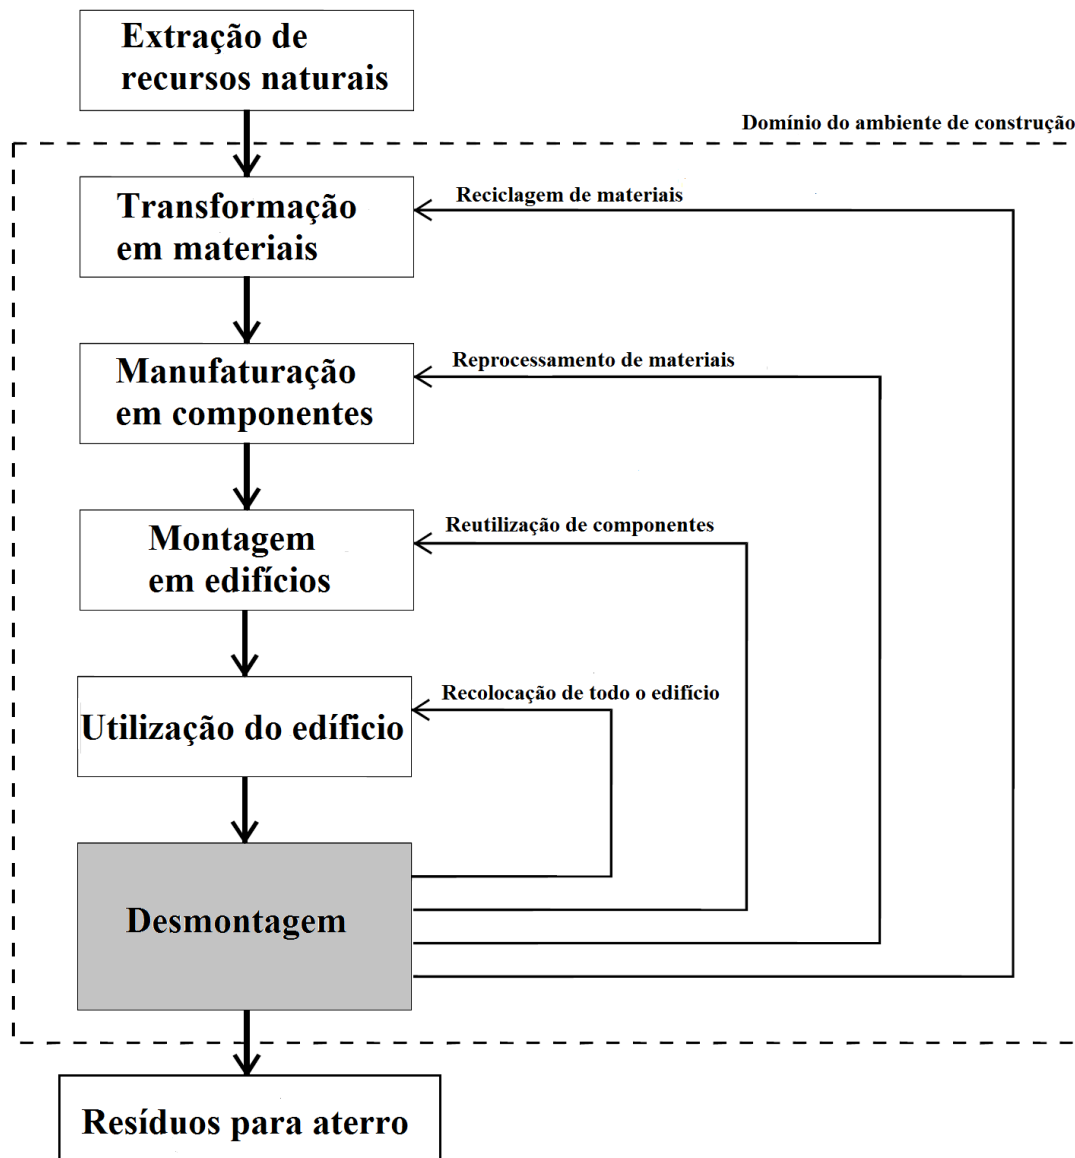 Extração de
recursos naturais
Domínio do ambiente de construção
Reciclagem de materiais
Transformação
em materiais
Reprocessamento de materiais
Manufaturação
em componentes
Reutilização de componentes
Montagem
em edifícios
Recolocação de todo o edifício
Utilização do edíficio
Desmontagem
Resíduos para aterro